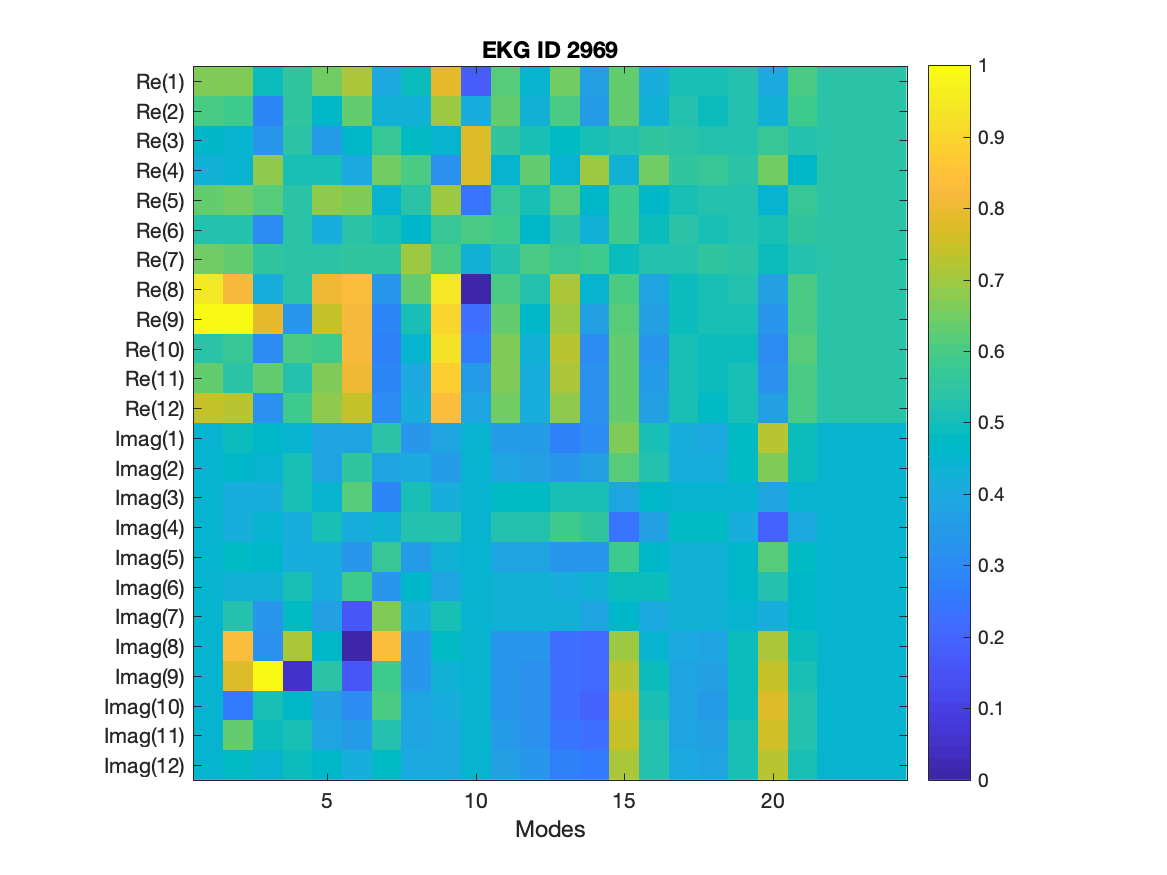 EKG ID 2969
Re(1)
Re(2)
Re(3)
Re(4)
Re(5)
Re(6)
Re(7)
Re(8)
Re(9)
Re(10)
Re(11)
Re(12)
Imag(1)
Imag(2)
Imag(3)
Imag(4)
Imag(5)
Imag(6)
Imag(7)
Imag(8)
Imag(9)
Imag(10)
Imag(11)
Imag(12)
5 10 15 20
Modes
1
0.9
0.8
0.7
0.6
0.5
0.4
0.3
0.2
0.1
0